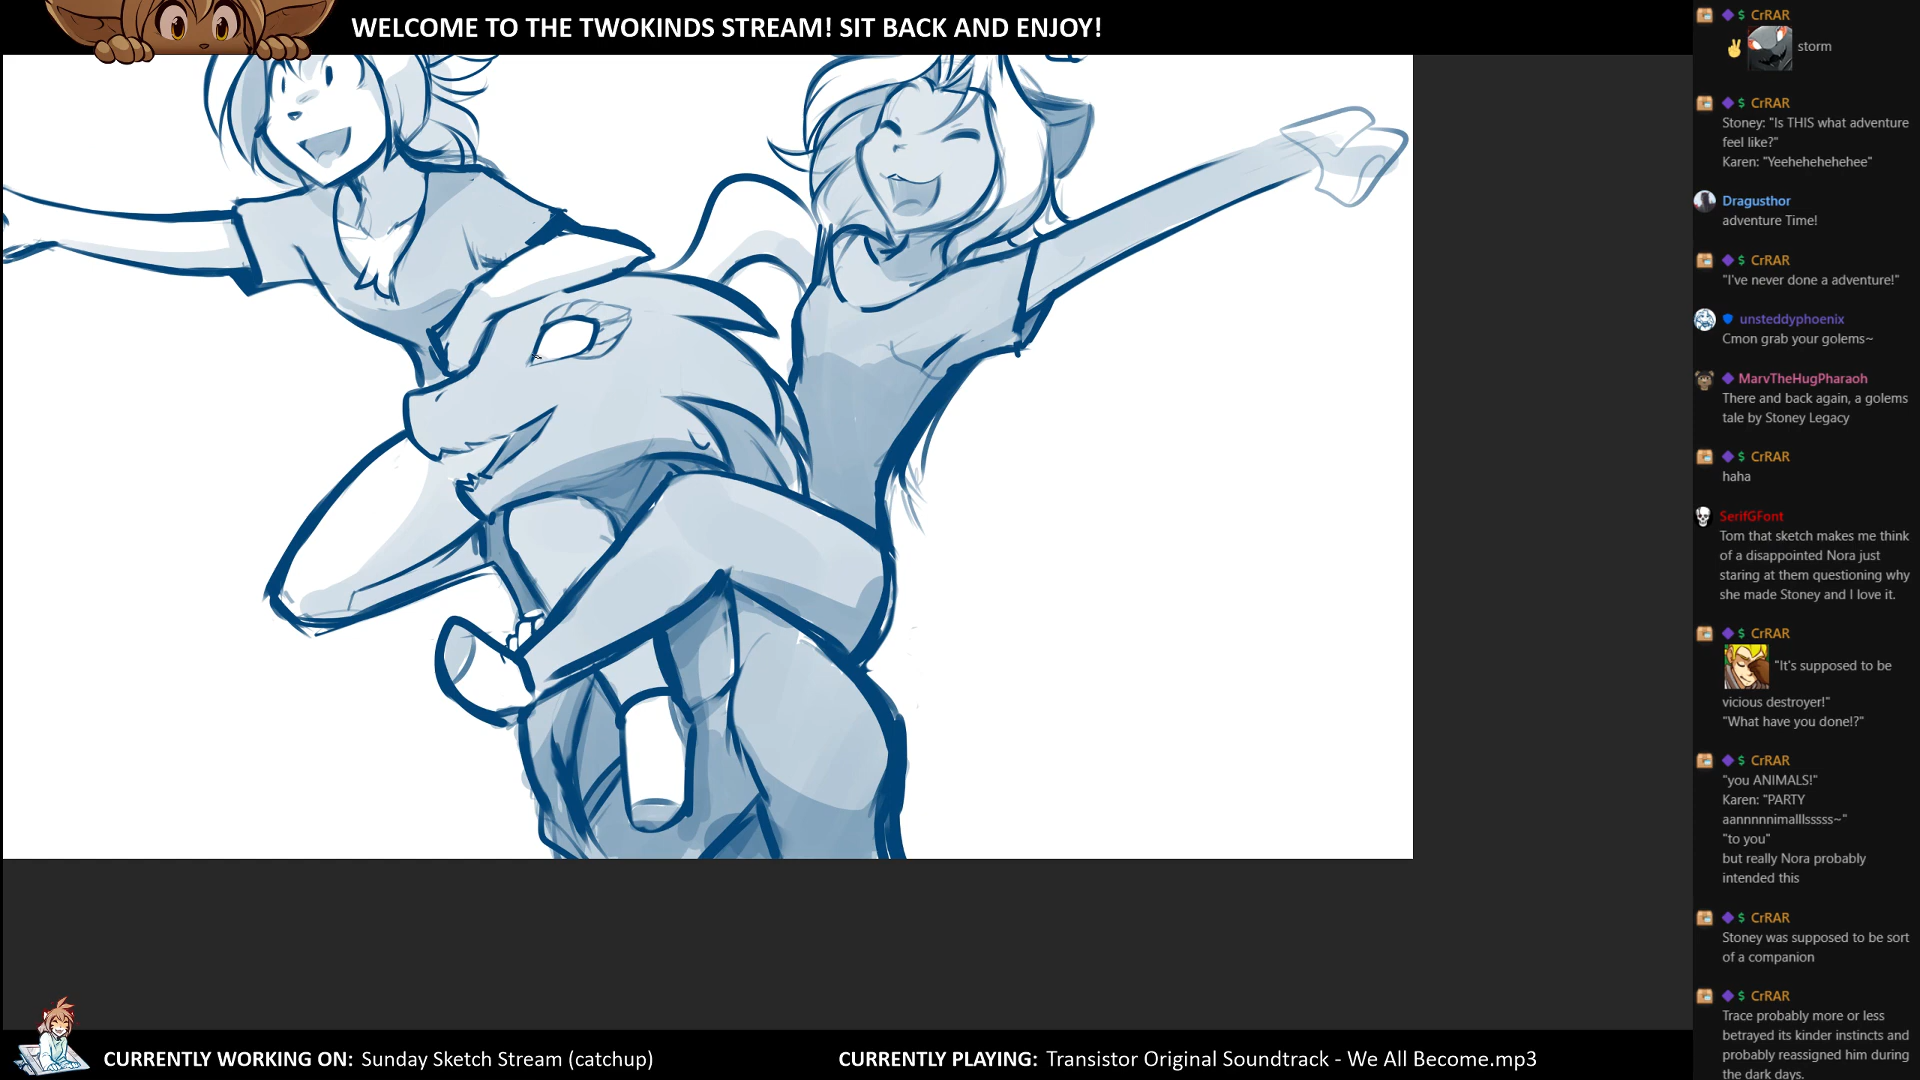 WELCOME TO THE TWOKINDS STREAM! SIT BACK AND ENJOY!
$ CrRAR
storm
$ CrRAR
Stoney: "Is THIS what adventure
feel like?"
Karen: "Yeehehehehehee"
Dragusthor
adventure Time!
$ CrRAR
"I've never done a adventure!"
unsteddyphoenix
Cmon grab your golems~
MarvTheHugPharaoh
There and back again, a golems
tale by Stoney Legacy
$ CrRAR
haha
SerifGFont
Tom that sketch makes me think
of a disappointed Nora just
staring at them questioning why
she made Stoney and I love it.
$ CrRAR
"It's supposed to be
vicious destroyer!"
"What have you done!?"
$ CrRAR
"you ANIMALS!"
Karen: "PARTY
aannnnnimalllsssss~"
"to you"
but really Nora probably
intended this
$ CrRAR
Stoney was supposed to be sort
of a companion
$ CrRAR
Trace probably more or less
betrayed its kinder instincts and
probably reassigned him during
the dark days.
CURRENTLY WORKING ON: Sunday Sketch Stream (catchup)
CURRENTLY PLAYING: Transistor Original Soundtrack - We All Become.mp3